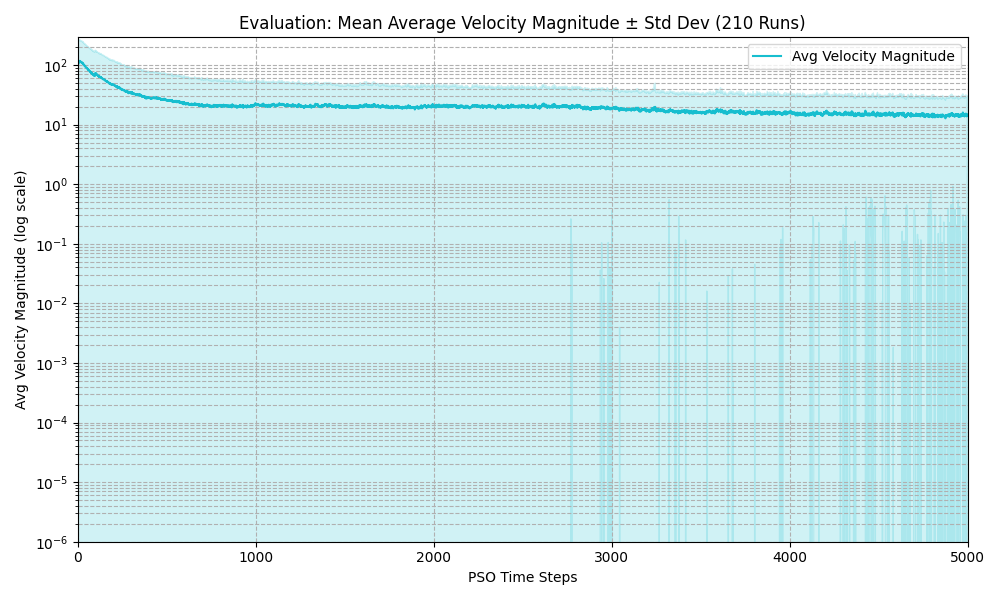 Evaluation: Mean Average Velocity Magnitude ± Std Dev (210 Runs)
Avg Velocity Magnitude
Avg Velocity Magnitude (log scale)
10²
10¹
10⁰
10⁻¹
10⁻²
10⁻³
10⁻⁴
10⁻⁵
10⁻⁶
0 1000 2000 3000 4000 5000
PSO Time Steps